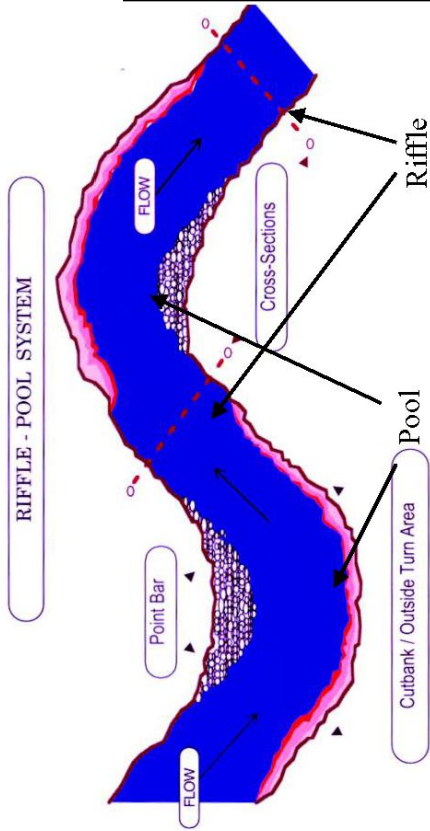 RIFFLE - POOL SYSTEM
FLOW
Point Bar
Cross-Sections
FLOW
Cutbank / Outside Turn Area
Pool
Riffle
O
O
O
O